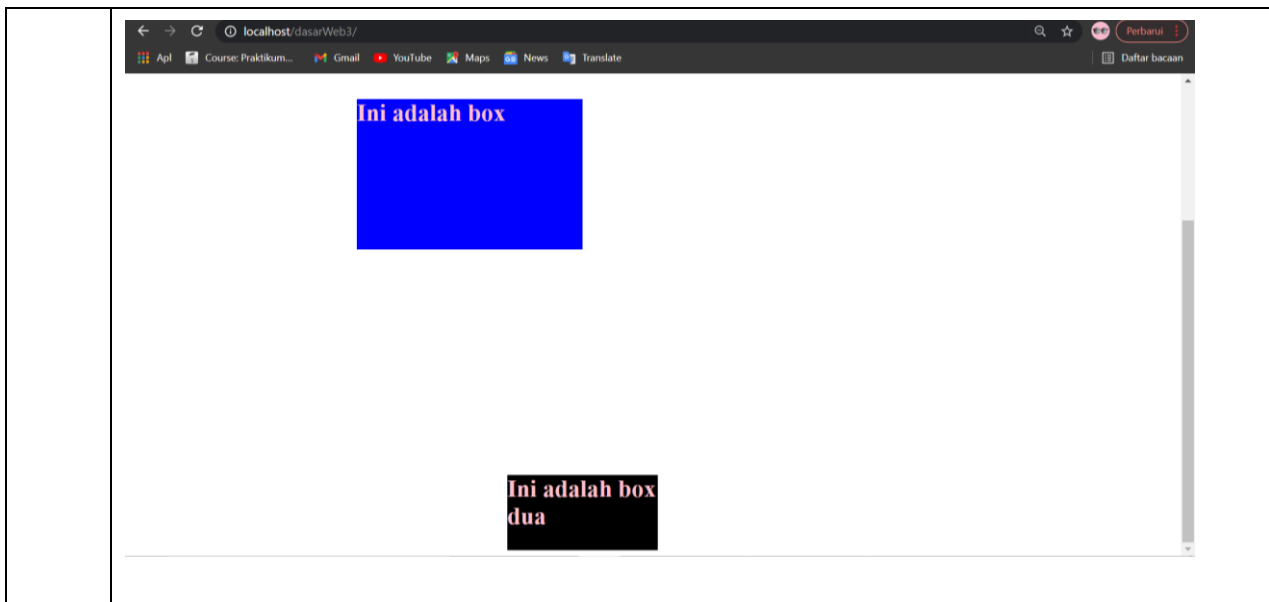 localhost/dasarWeb3/
Perbarui
Apl Course: Praktikum... Gmail YouTube Maps News Translate Daftar bacaan
Ini adalah box
Ini adalah box
dua